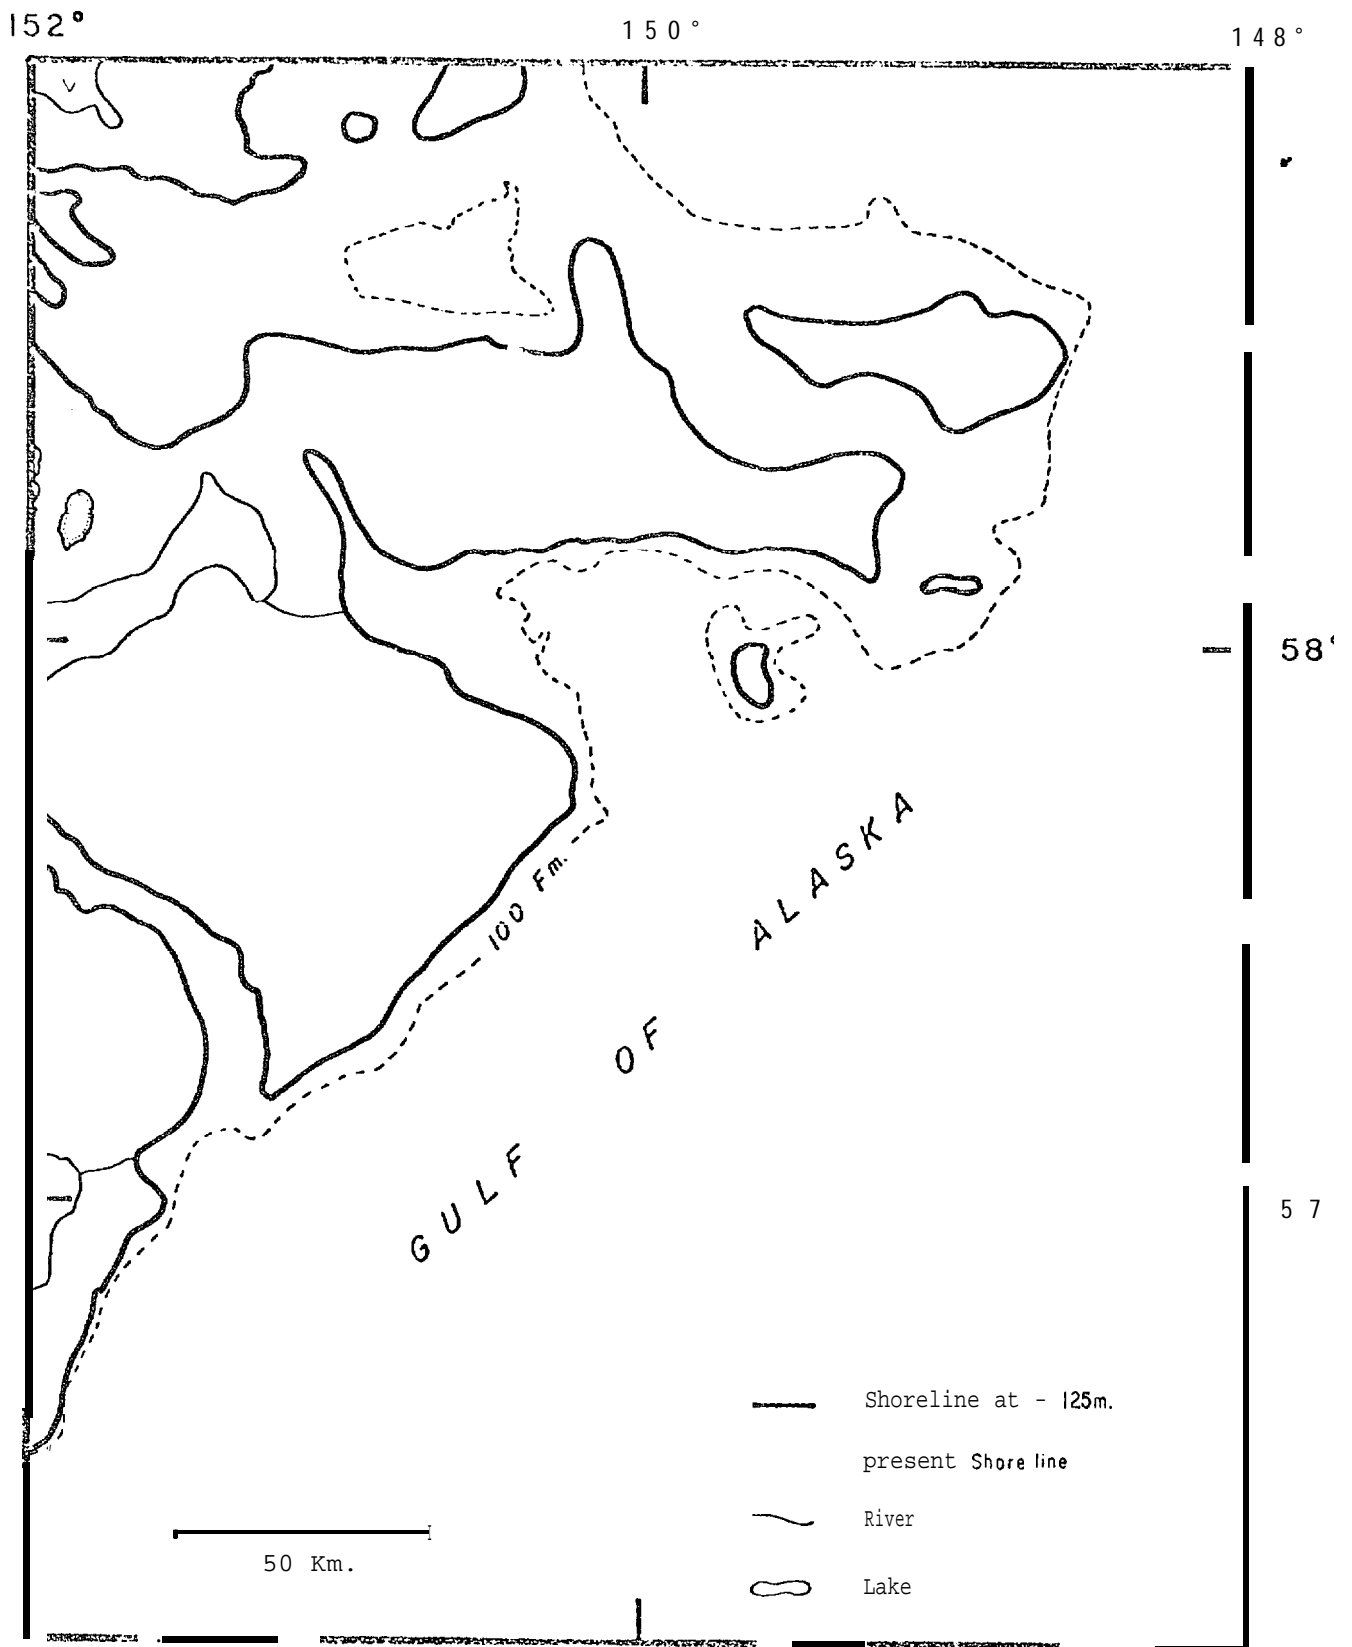 152°
150°
148°
58°
100 Fm.
GULF OF ALASKA
57
Shoreline at - 125m.
present Shore line
River
50 Km.
Lake